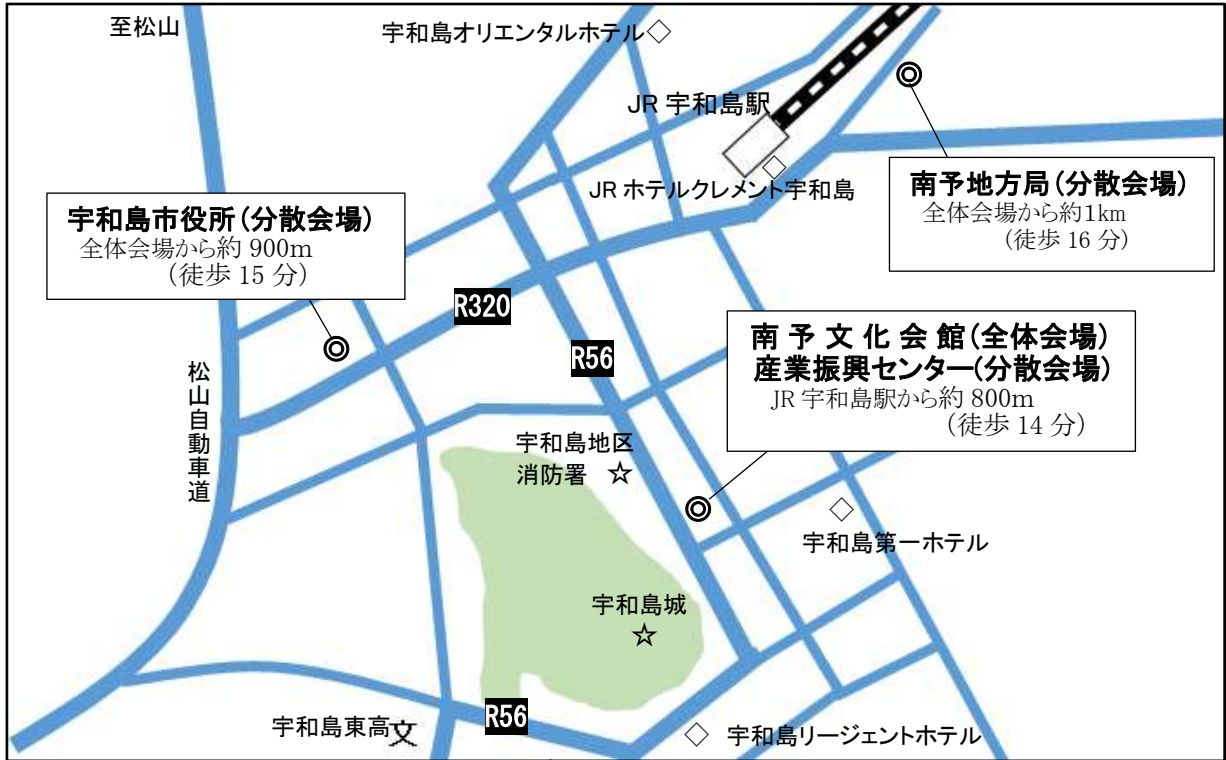 至松山
宇和島オリエンタルホテル◇
JR 宇和島駅
JR ホテルクレメント宇和島
南予地方局(分散会場)
全体会場から約1km
(徒歩 16 分)
宇和島市役所(分散会場)
全体会場から約 900m
(徒歩 15 分)
R320
R56
南 予 文 化 会 館(全体会場)
産業振興センター(分散会場)
JR 宇和島駅から約 800m
(徒歩 14 分)
松山自動車道
宇和島地区
消防署 ☆
宇和島第一ホテル
宇和島城
☆
R56
宇和島東高文
◇ 宇和島リージェントホテル